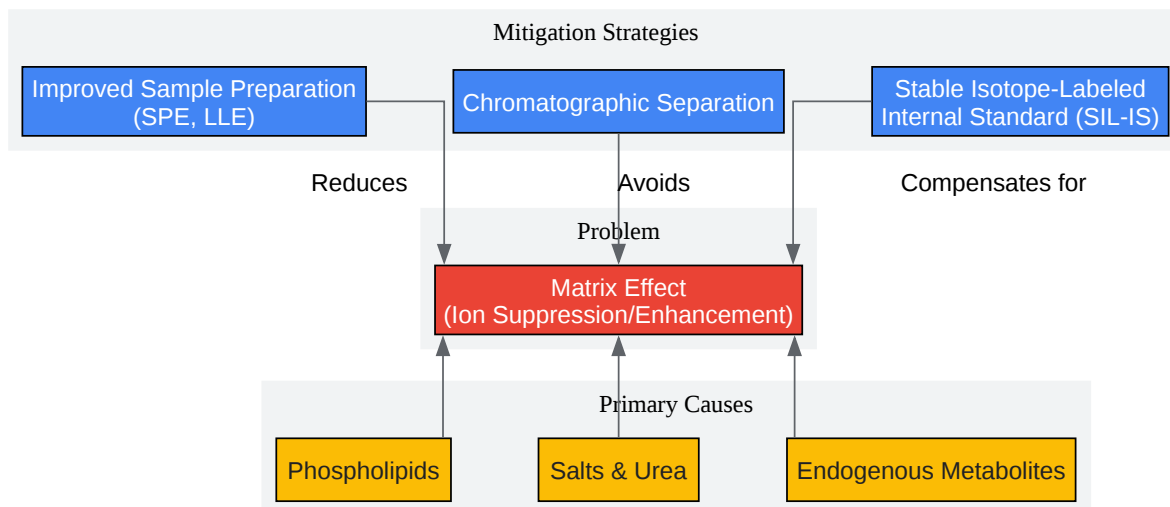 Mitigation Strategies
Improved Sample Preparation
(SPE, LLE)
Chromatographic Separation
Stable Isotope-Labeled
Internal Standard (SIL-IS)
Reduces
Avoids
Compensates for
Problem
Matrix Effect
(Ion Suppression/Enhancement)
Primary Causes
Phospholipids
Salts & Urea
Endogenous Metabolites